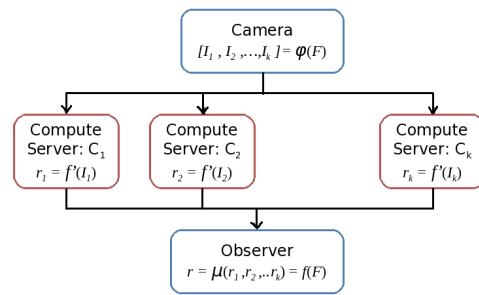 Camera
[I₁ , I₂ ,...,Iₖ ]= φ(F)
Compute
Server: C₁
r₁ = f'(I₁)
Compute
Server: C₂
r₂ = f'(I₂)
Compute
Server: Cₖ
rₖ = f'(Iₖ)
Observer
r = μ(r₁ ,r₂ ,..rₖ) = f(F)